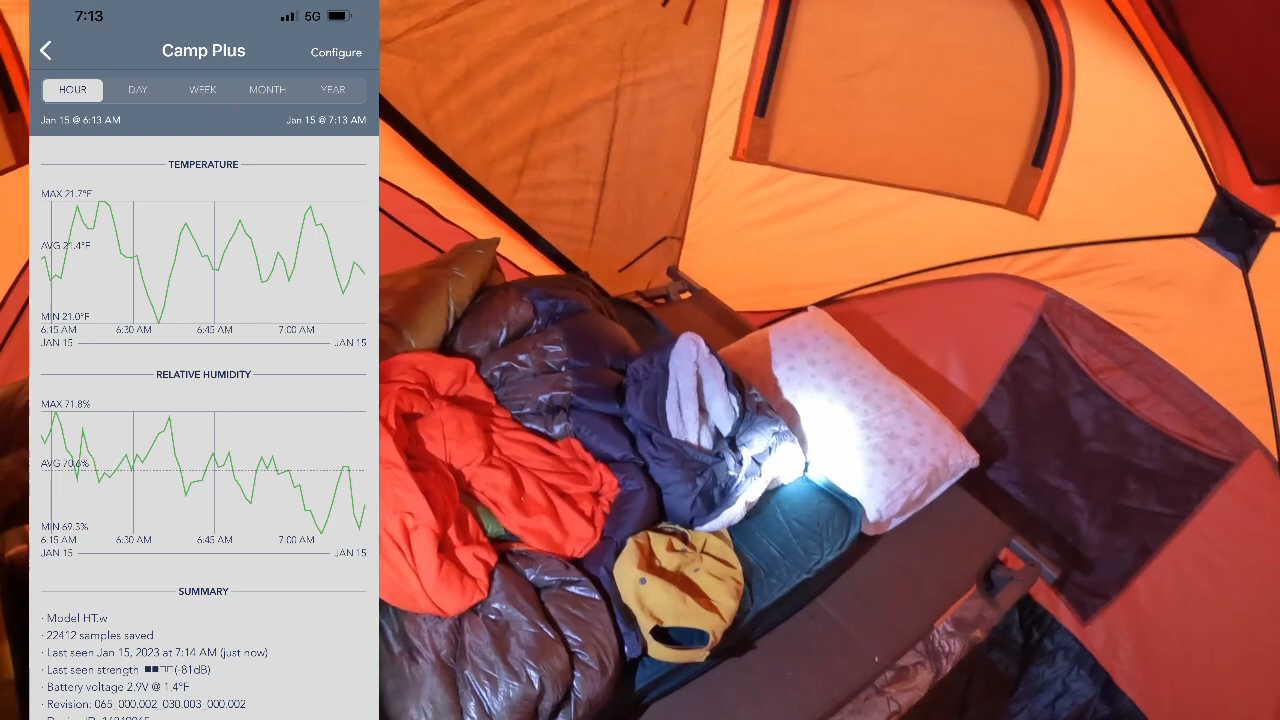 7:13
5G
Camp Plus
Configure
HOUR DAY WEEK MONTH YEAR
Jan 15 @ 6:13 AM Jan 15 @ 7:13 AM
TEMPERATURE
MAX 21.7°F
AVG 21.4°F
MIN 21.0°F
6:15 AM 6:30 AM 6:45 AM 7:00 AM
JAN 15 JAN 15
RELATIVE HUMIDITY
MAX 71.8%
AVG 70.6%
MIN 69.3%
6:15 AM 6:30 AM 6:45 AM 7:00 AM
JAN 15 JAN 15
SUMMARY
· Model HT.w
· 22412 samples saved
· Last seen Jan 15, 2023 at 7:14 AM (just now)
· Last seen strength (-81dB)
· Battery voltage 2.9V @ 1.4°F
· Revision: 065_000.002_030.003_000.002